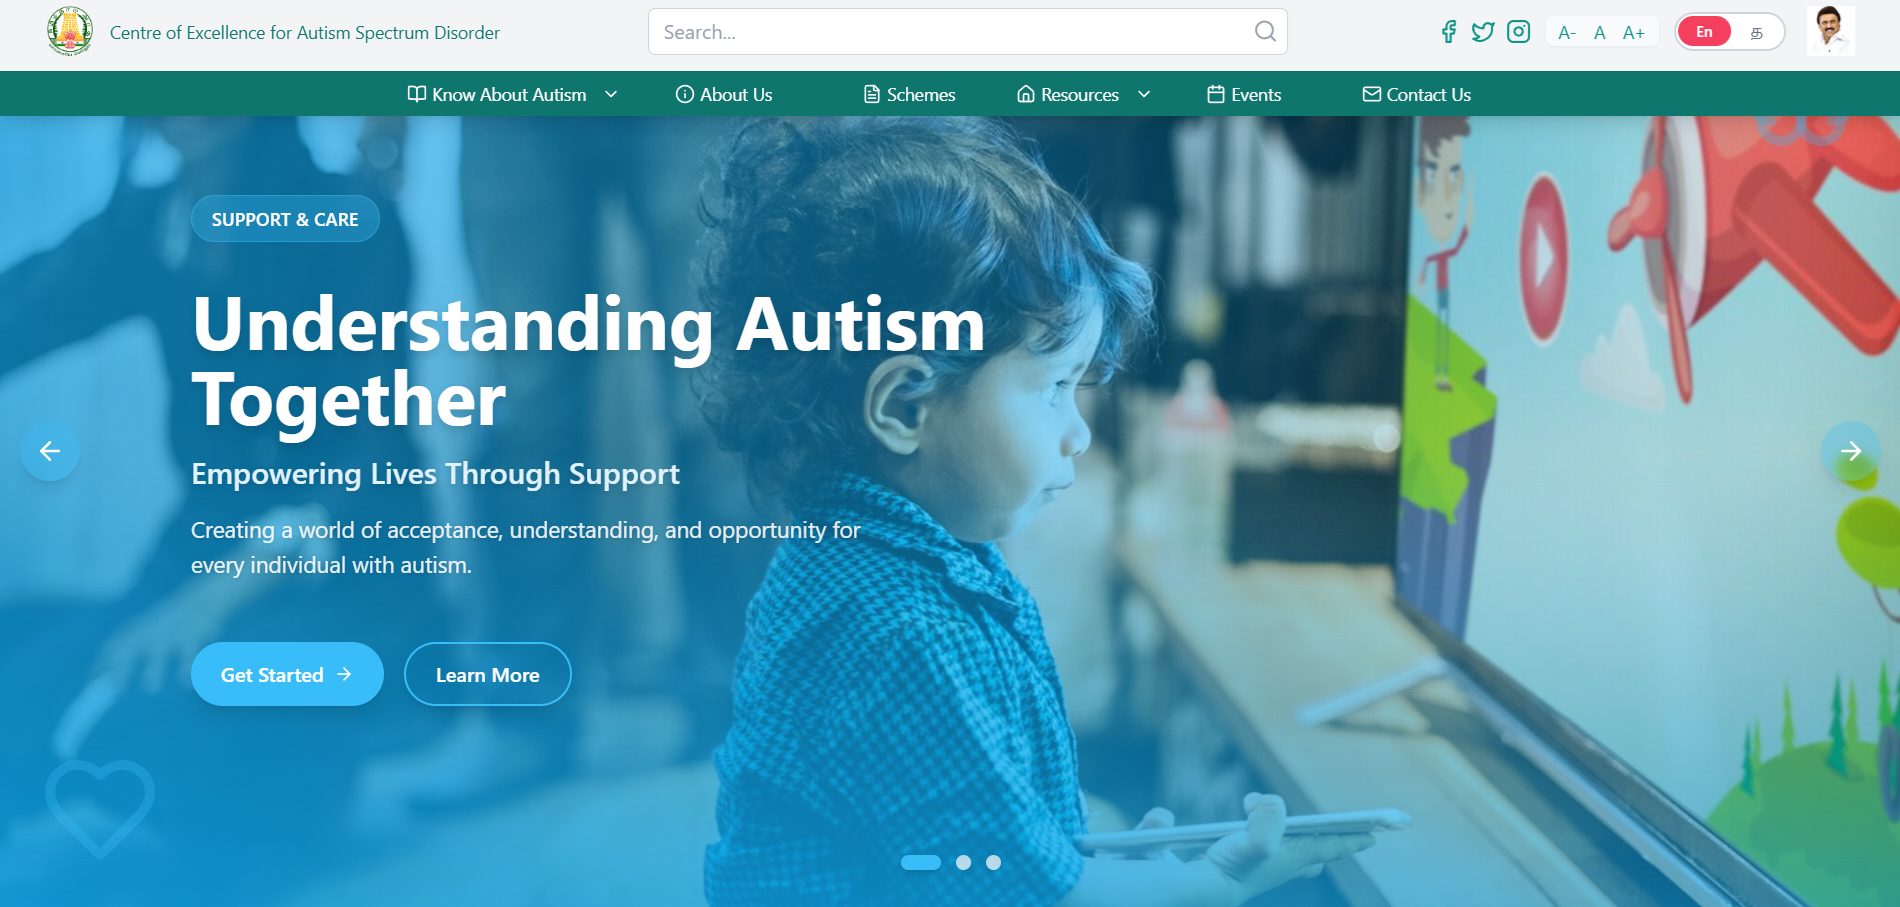 Centre of Excellence for Autism Spectrum Disorder
Search...
A- A A+
En த
Know About Autism
About Us
Schemes
Resources
Events
Contact Us
SUPPORT & CARE
Understanding Autism
Together
Empowering Lives Through Support
Creating a world of acceptance, understanding, and opportunity for
every individual with autism.
Get Started
Learn More